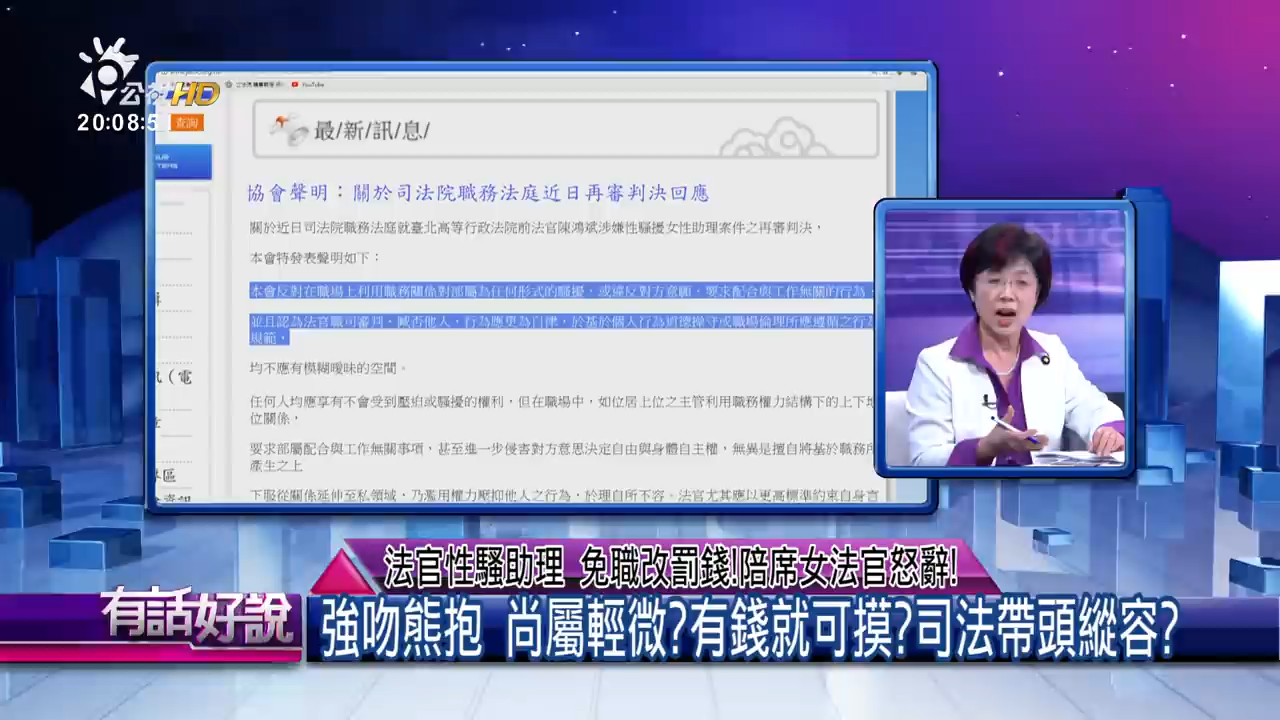 公視HD
20:08:5
查詢
YouTube
最/新/訊/息/
協會聲明：關於司法院職務法庭近日再審判決回應
關於近日司法院職務法庭就臺北高等行政法院前法官陳鴻斌涉嫌性騷擾女性助理案件之再審判決，
本會特發表聲明如下：
本會反對在職場上利用職務關係對部屬為任何形式的騷擾，或違反對方意願，要求配合與工作無關的行為，
並且認為法官職司審判、臧否他人，行為應更為自律，於基於個人行為道德操守或職場倫理所應遵循之行為
規範，
均不應有模糊曖昧的空間。
任何人均應享有不會受到壓迫或騷擾的權利，但在職場中，如位居上位之主管利用職務權力結構下的上下地
位關係，
要求部屬配合與工作無關事項，甚至進一步侵害對方意思決定自由與身體自主權，無異是擅自將基於職務所
產生之上
下服從關係延伸至私領域，乃濫用權力壓抑他人之行為，於理自所不容。法官尤其應以更高標準約束自身言
訊（電
區
法官性騷助理 免職改罰錢!陪席女法官怒辭!
有話好說
強吻熊抱 尚屬輕微?有錢就可摸?司法帶頭縱容?